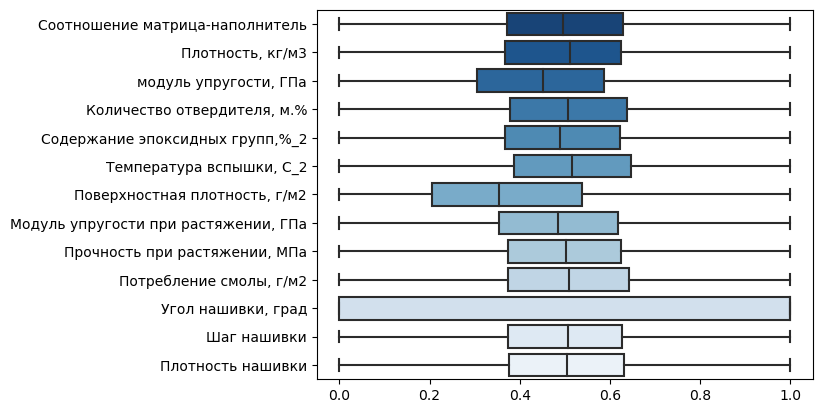 Соотношение матрица-наполнитель
Плотность, кг/м3
модуль упругости, ГПа
Количество отвердителя, м.%
Содержание эпоксидных групп,%_2
Температура вспышки, С_2
Поверхностная плотность, г/м2
Модуль упругости при растяжении, ГПа
Прочность при растяжении, МПа
Потребление смолы, г/м2
Угол нашивки, град
Шаг нашивки
Плотность нашивки
0.0 0.2 0.4 0.6 0.8 1.0